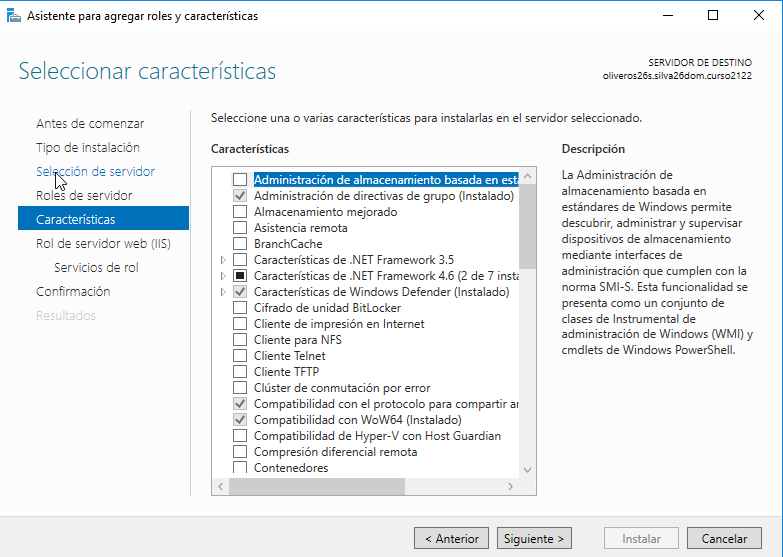 Asistente para agregar roles y características
Seleccionar características
SERVIDOR DE DESTINO
oliveros26s.silva26dom.curso2122
Antes de comenzar
Tipo de instalación
Selección de servidor
Roles de servidor
Características
Rol de servidor web (IIS)
Servicios de rol
Confirmación
Resultados
Seleccione una o varias características para instalarlas en el servidor seleccionado.
Características
Administración de almacenamiento basada en está
Administración de directivas de grupo (Instalado)
Almacenamiento mejorado
Asistencia remota
BranchCache
Características de .NET Framework 3.5
Características de .NET Framework 4.6 (2 de 7 insta
Características de Windows Defender (Instalado)
Cifrado de unidad BitLocker
Cliente de impresión en Internet
Cliente para NFS
Cliente Telnet
Cliente TFTP
Clúster de conmutación por error
Compatibilidad con el protocolo para compartir ar
Compatibilidad con WoW64 (Instalado)
Compatibilidad de Hyper-V con Host Guardian
Compresión diferencial remota
Contenedores
Descripción
La Administración de
almacenamiento basada en
estándares de Windows permite
descubrir, administrar y supervisar
dispositivos de almacenamiento
mediante interfaces de
administración que cumplen con la
norma SMI-S. Esta funcionalidad se
presenta como un conjunto de
clases de Instrumental de
administración de Windows (WMI) y
cmdlets de Windows PowerShell.
< Anterior
Siguiente >
Instalar
Cancelar